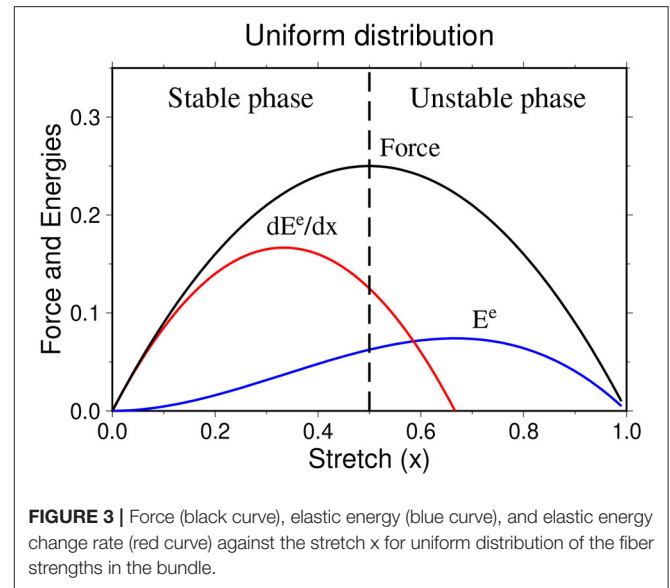 Uniform distribution
Stable phase
Unstable phase
Force
dEᵉ/dx
Eᵉ
Force and Energies
0.3
0.2
0.1
0.0
0.0 0.2 0.4 0.6 0.8 1.0
Stretch (x)
FIGURE 3 | Force (black curve), elastic energy (blue curve), and elastic energy
change rate (red curve) against the stretch x for uniform distribution of the fiber
strengths in the bundle.